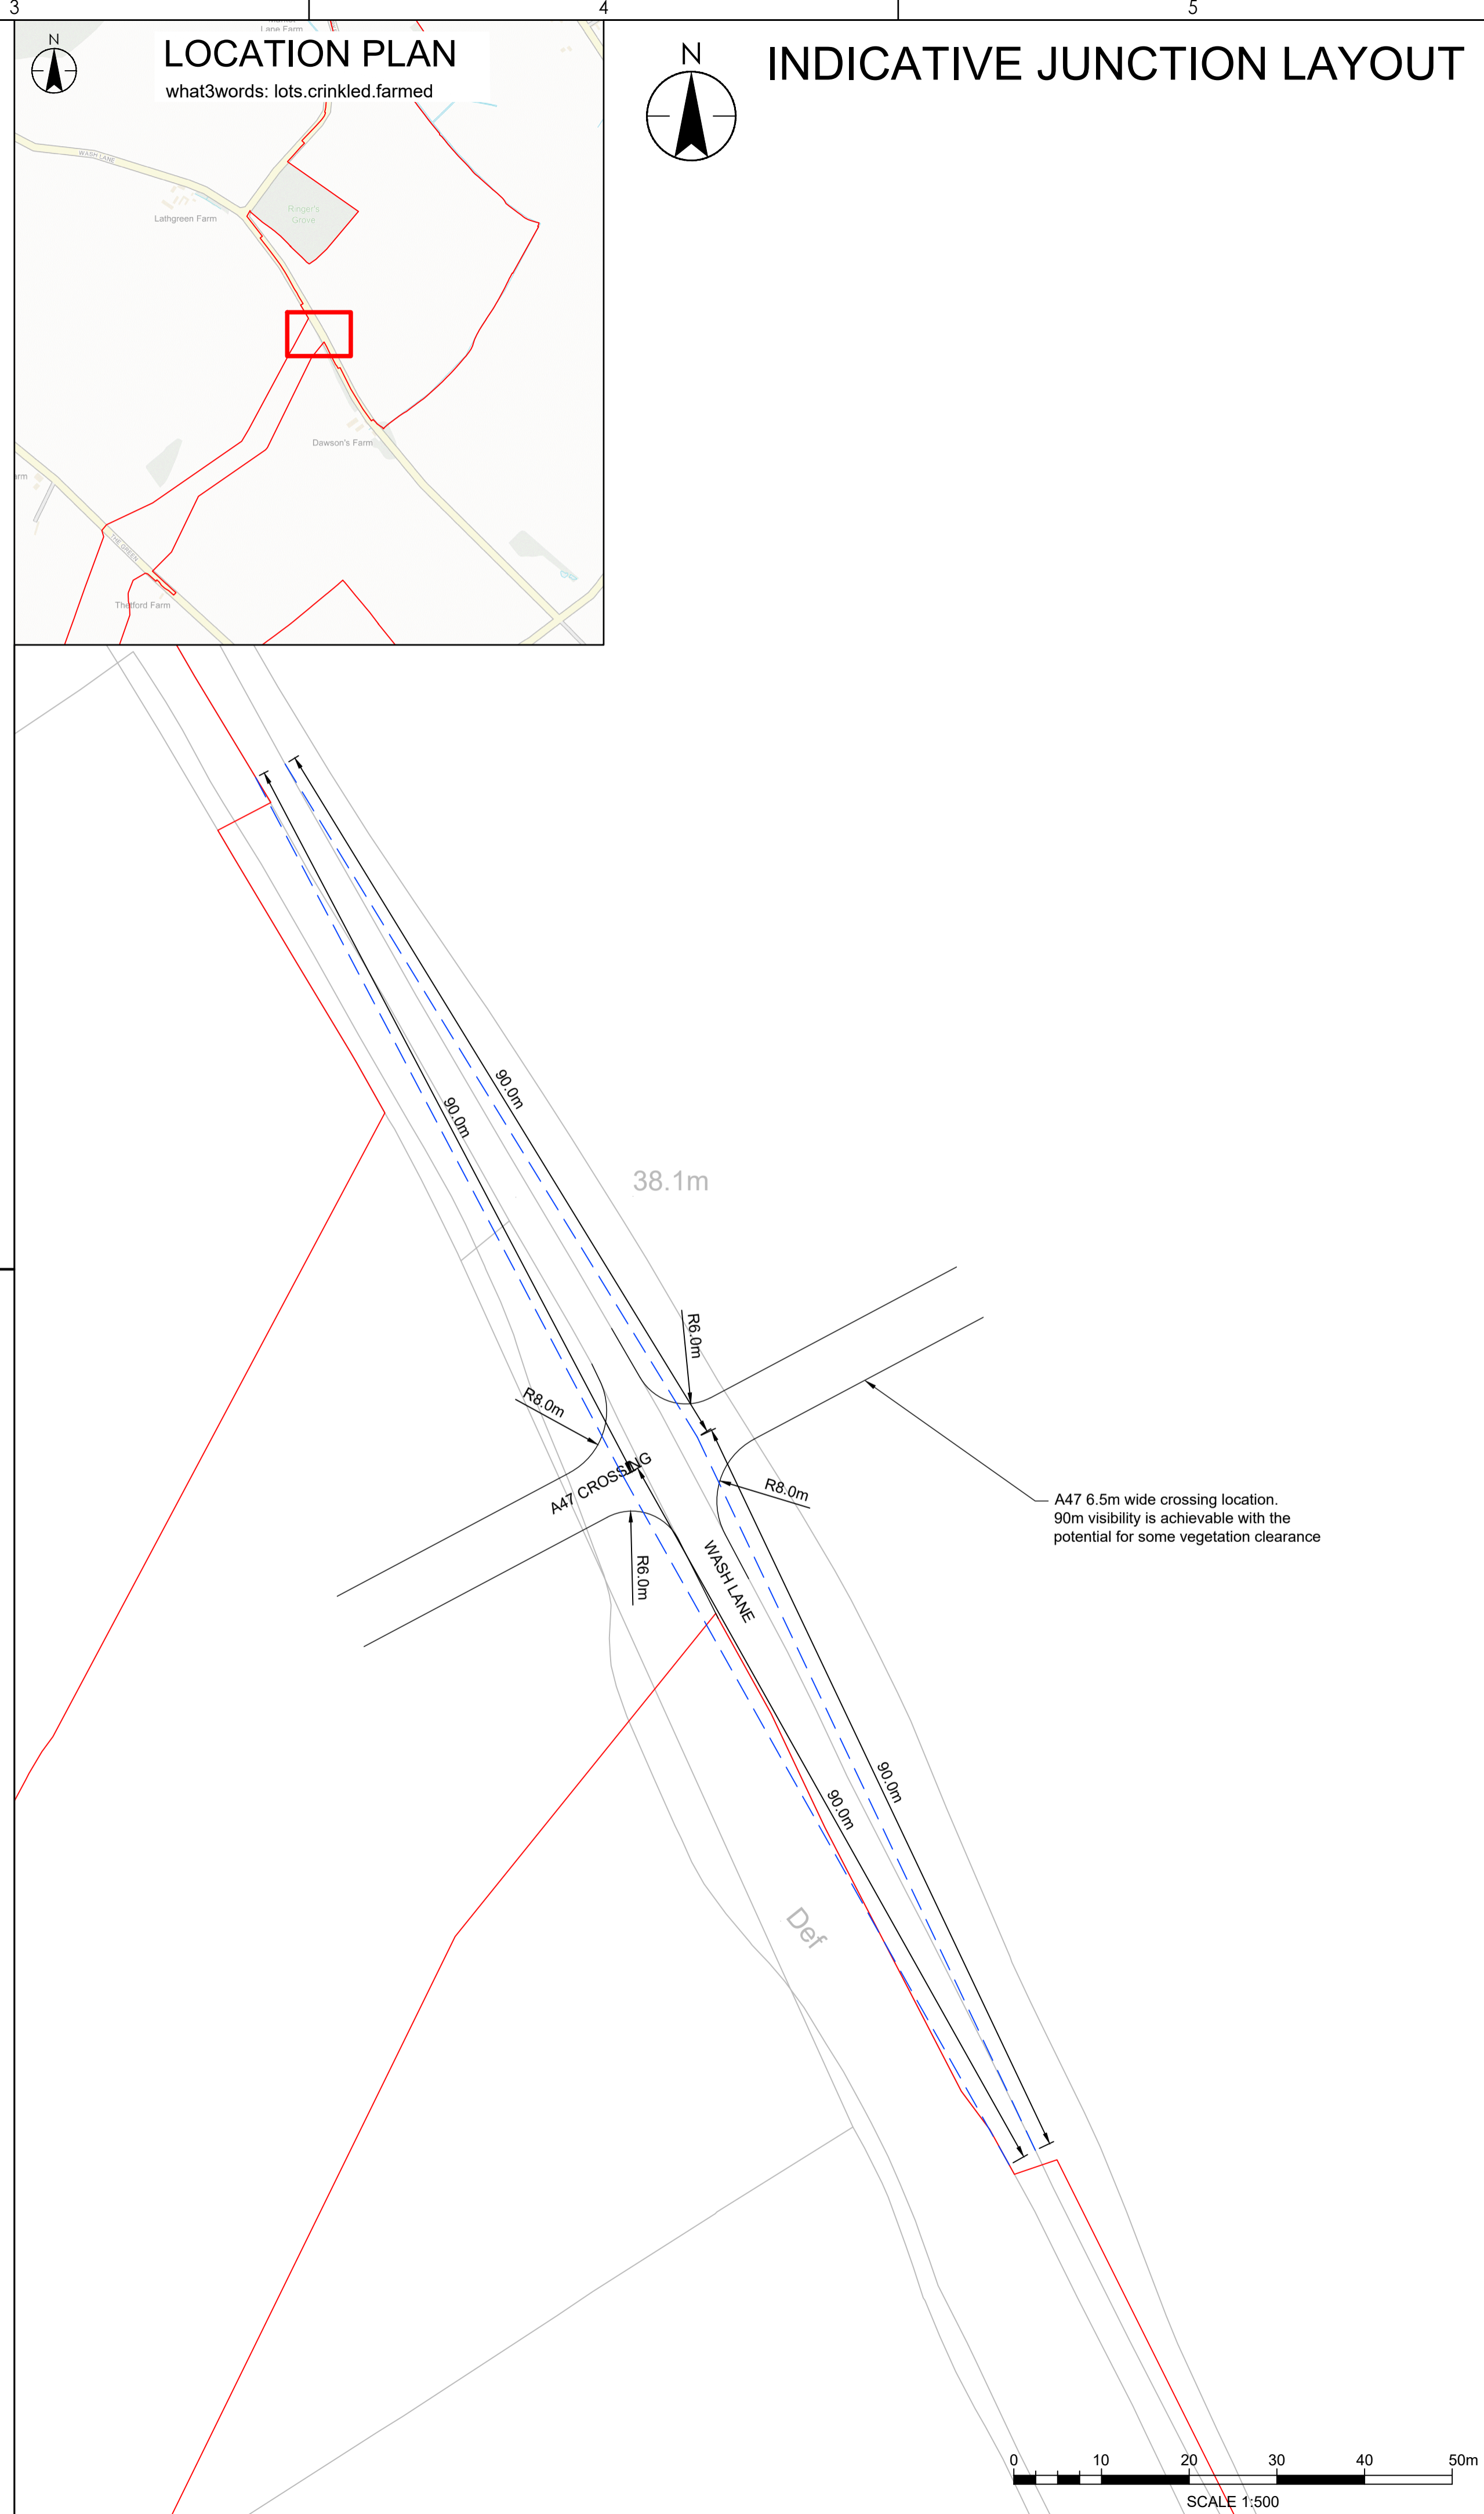 3
4
5
N
Lane Farm
LOCATION PLAN
what3words: lots.crinkled.farmed
N
INDICATIVE JUNCTION LAYOUT
WASH LANE
Lathgreen Farm
Ringer's
Grove
Dawson's Farm
arm
THE GREEN
Thetford Farm
90.0m
90.0m
38.1m
R6.0m
R8.0m
A47 CROSSING
R8.0m
A47 6.5m wide crossing location.
90m visibility is achievable with the
potential for some vegetation clearance
WASH LANE
R6.0m
90.0m
90.0m
Def
0 10 20 30 40 50m
SCALE 1:500